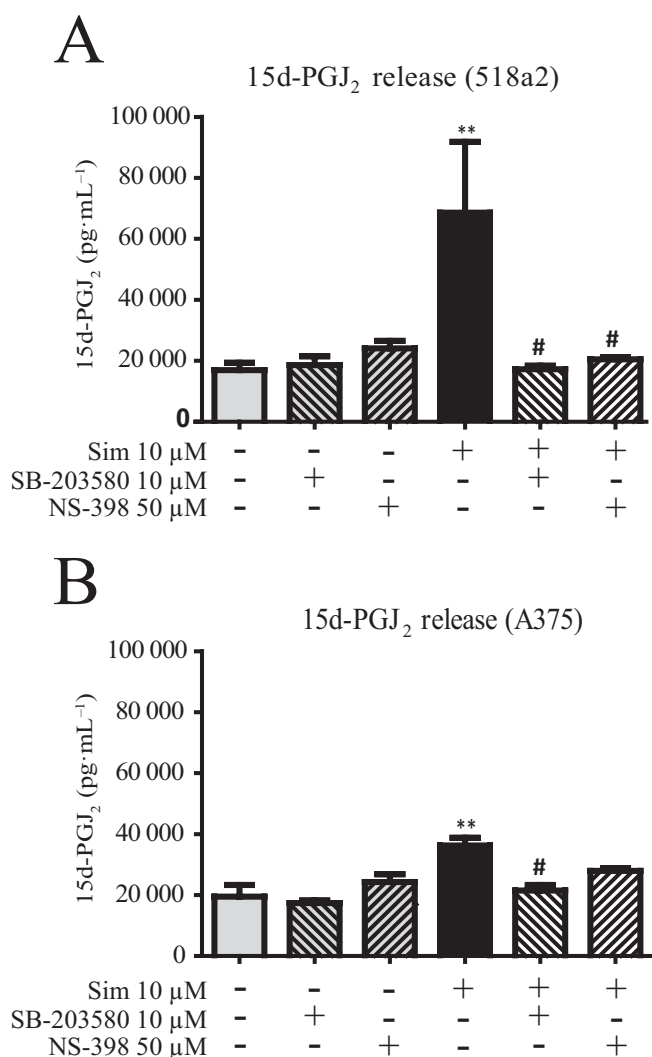 A
15d-PGJ₂ release (518a2)
100 000
80 000
60 000
40 000
20 000
0
15d-PGJ₂ (pg·mL⁻¹)
**
#
#
Sim 10 µM - - - + + +
SB-203580 10 µM - + - - + -
NS-398 50 µM - - + - - +
B
15d-PGJ₂ release (A375)
100 000
80 000
60 000
40 000
20 000
0
15d-PGJ₂ (pg·mL⁻¹)
**
#
Sim 10 µM - - - + + +
SB-203580 10 µM - + - - + -
NS-398 50 µM - - + - - +